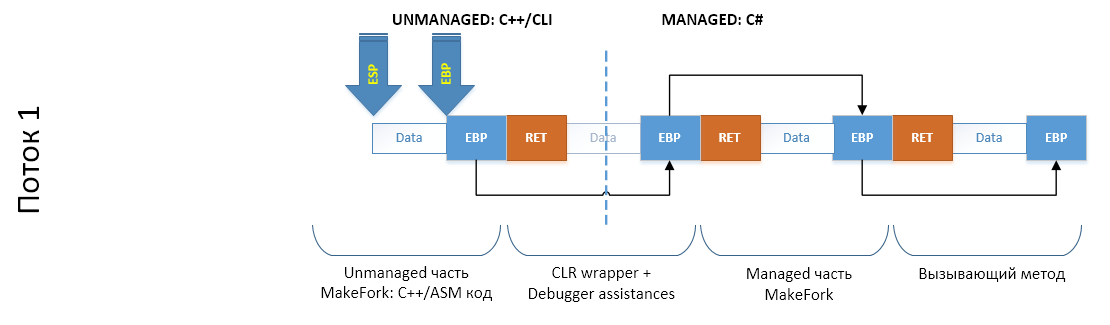 UNMANAGED: C++/CLI
MANAGED: C#
ESP
EBP
Поток 1
Data
EBP
RET
Data
EBP
RET
Data
EBP
RET
Data
EBP
Unmanaged часть
MakeFork: C++/ASM код
CLR wrapper +
Debugger assistances
Managed часть
MakeFork
Вызывающий метод